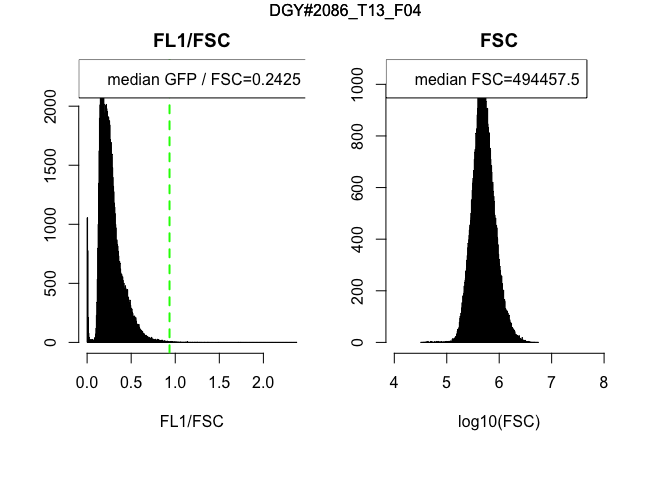 DGY#2086_T13_F04
FL1/FSC
median GFP / FSC=0.2425
2000
1500
1000
500
0
0.0 0.5 1.0 1.5 2.0
FL1/FSC
FSC
median FSC=494457.5
1000
800
600
400
200
0
4 5 6 7 8
log10(FSC)